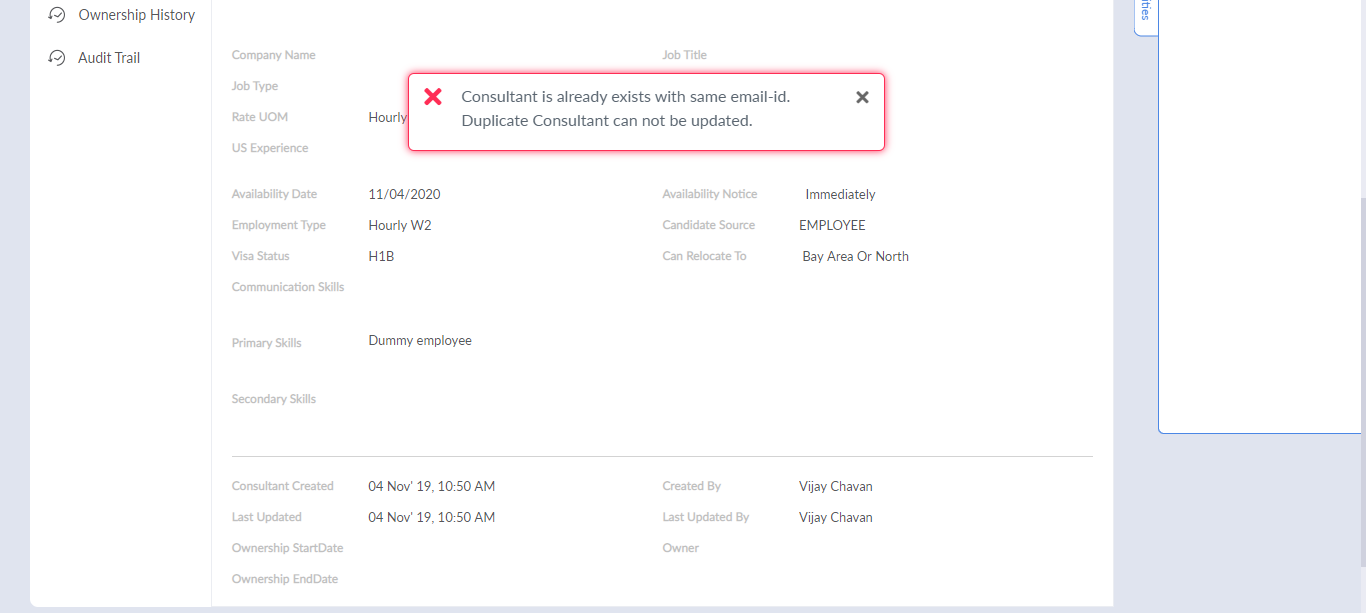 Ownership History
Audit Trail
ities
Company Name
Job Title
Job Type
Consultant is already exists with same email-id.
Duplicate Consultant can not be updated.
Rate UOM Hourly
US Experience
Availability Date 11/04/2020 Availability Notice Immediately
Employment Type Hourly W2 Candidate Source EMPLOYEE
Visa Status H1B Can Relocate To Bay Area Or North
Communication Skills
Primary Skills Dummy employee
Secondary Skills
Consultant Created 04 Nov' 19, 10:50 AM Created By Vijay Chavan
Last Updated 04 Nov' 19, 10:50 AM Last Updated By Vijay Chavan
Ownership StartDate Owner
Ownership EndDate